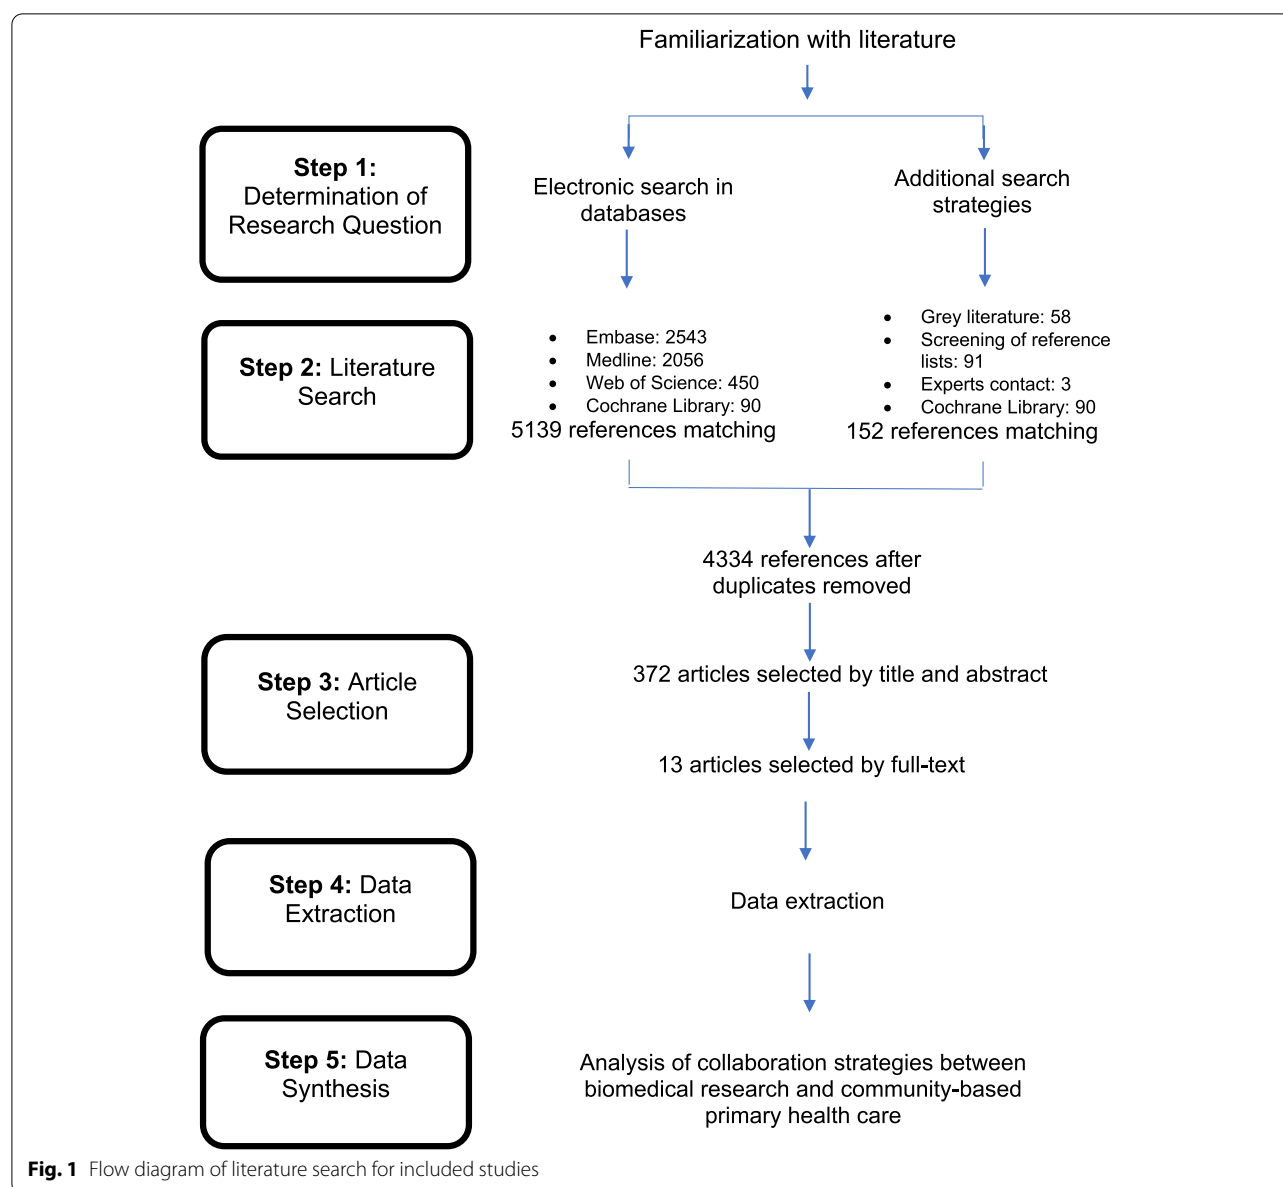 Familiarization with literature
Step 1:
Determination of
Research Question
Electronic search in
databases
Additional search
strategies
Step 2: Literature
Search
• Embase: 2543
• Medline: 2056
• Web of Science: 450
• Cochrane Library: 90
5139 references matching
• Grey literature: 58
• Screening of reference
lists: 91
• Experts contact: 3
• Cochrane Library: 90
152 references matching
4334 references after
duplicates removed
Step 3: Article
Selection
372 articles selected by title and abstract
13 articles selected by full-text
Step 4: Data
Extraction
Data extraction
Step 5: Data
Synthesis
Analysis of collaboration strategies between
biomedical research and community-based
primary health care
Fig. 1 Flow diagram of literature search for included studies